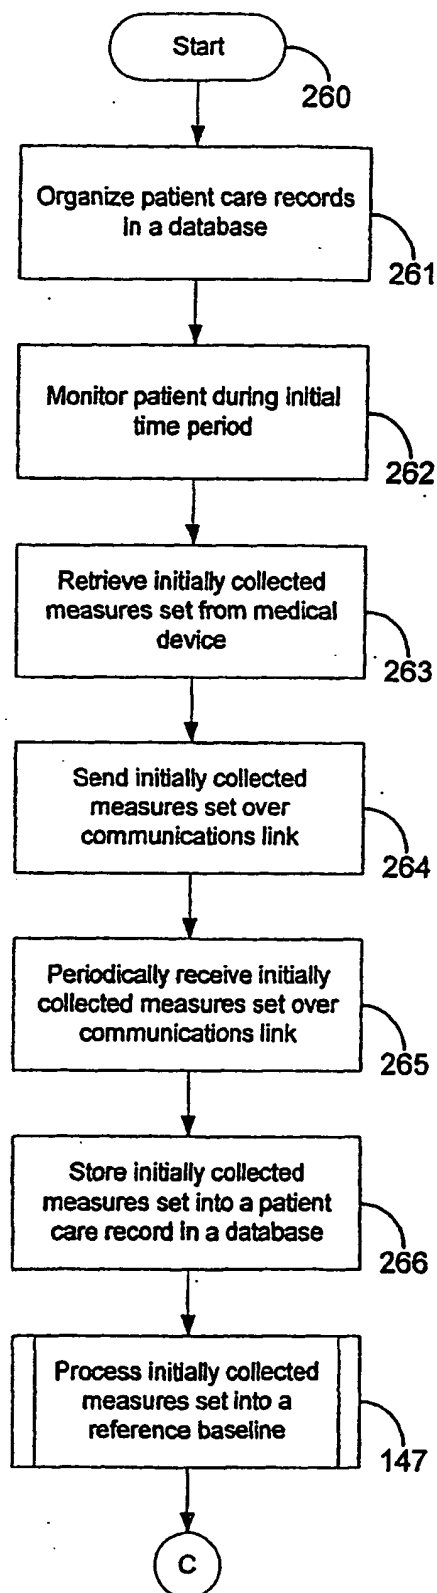 Start
260
Organize patient care records
in a database
261
Monitor patient during initial
time period
262
Retrieve initially collected
measures set from medical
device
263
Send initially collected
measures set over
communications link
264
Periodically receive initially
collected measures set over
communications link
265
Store initially collected
measures set into a patient
care record in a database
266
Process initially collected
measures set into a
reference baseline
147
C